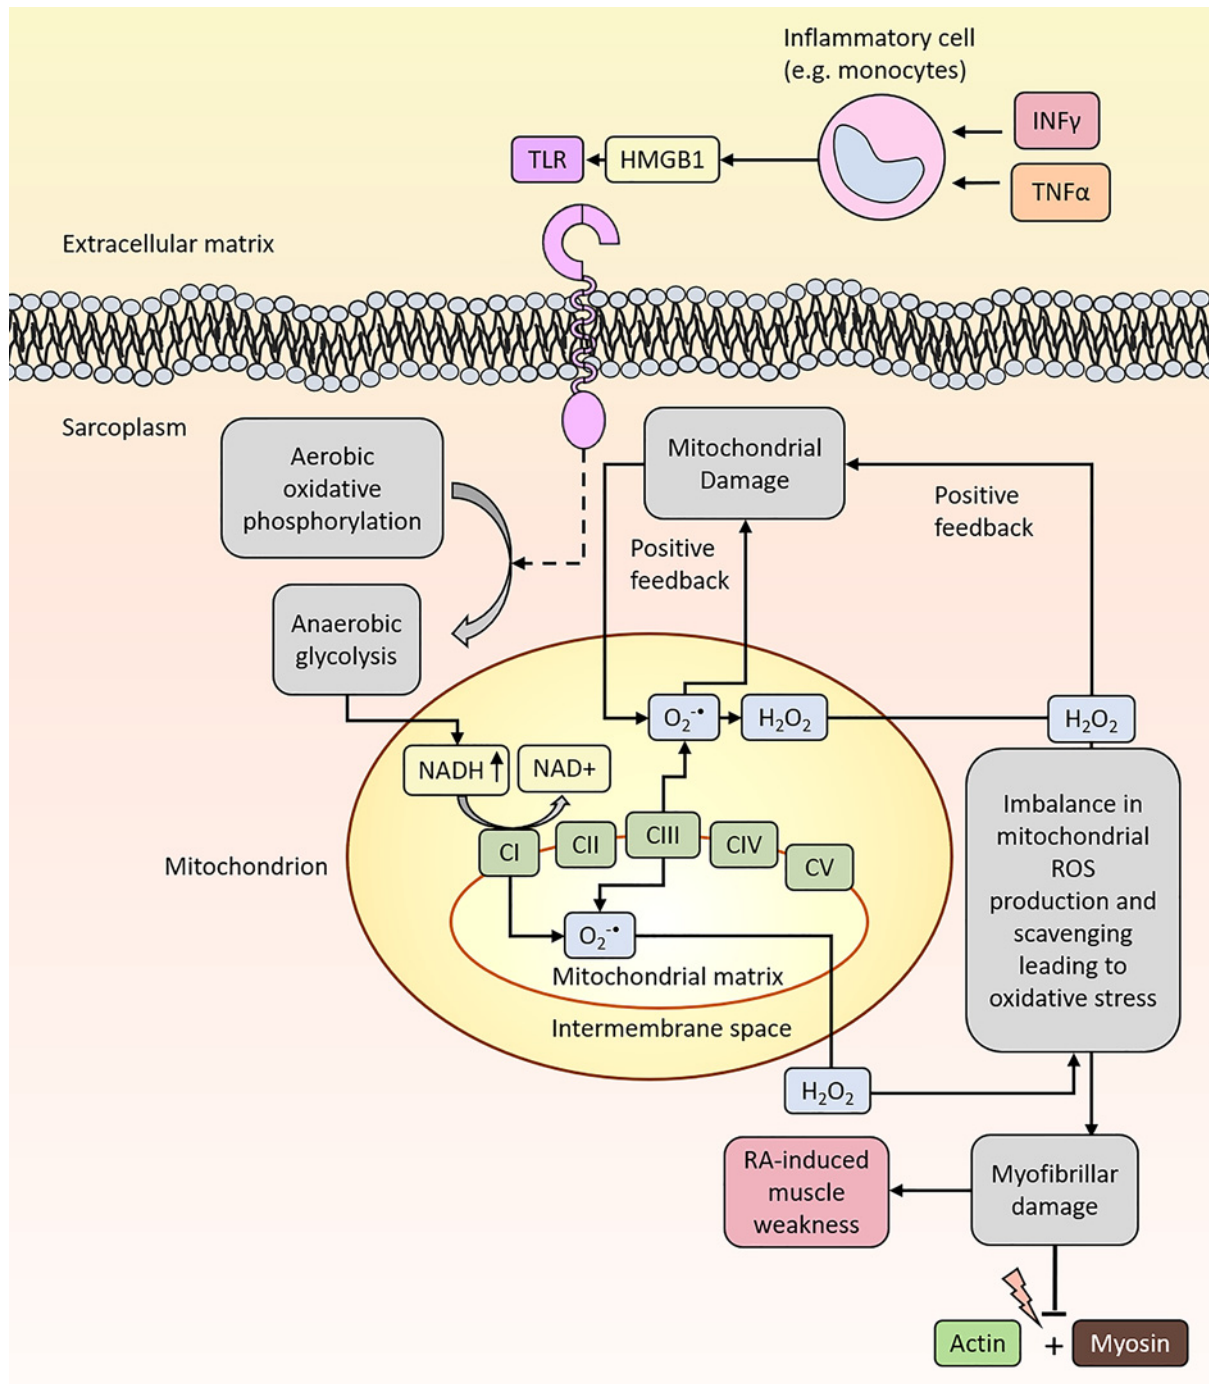 Inflammatory cell
(e.g. monocytes)
INFγ
TLR
HMGB1
TNFα
Extracellular matrix
Sarcoplasm
Aerobic
oxidative
phosphorylation
Mitochondrial
Damage
Positive
feedback
Positive
feedback
Anaerobic
glycolysis
O₂⁻•
H₂O₂
H₂O₂
NADH
NAD+
CI
CII
CIII
CIV
CV
Mitochondrion
Imbalance in
mitochondrial
ROS
production and
scavenging
leading to
oxidative stress
O₂⁻•
Mitochondrial matrix
Intermembrane space
H₂O₂
RA-induced
muscle
weakness
Myofibrillar
damage
Actin
+
Myosin